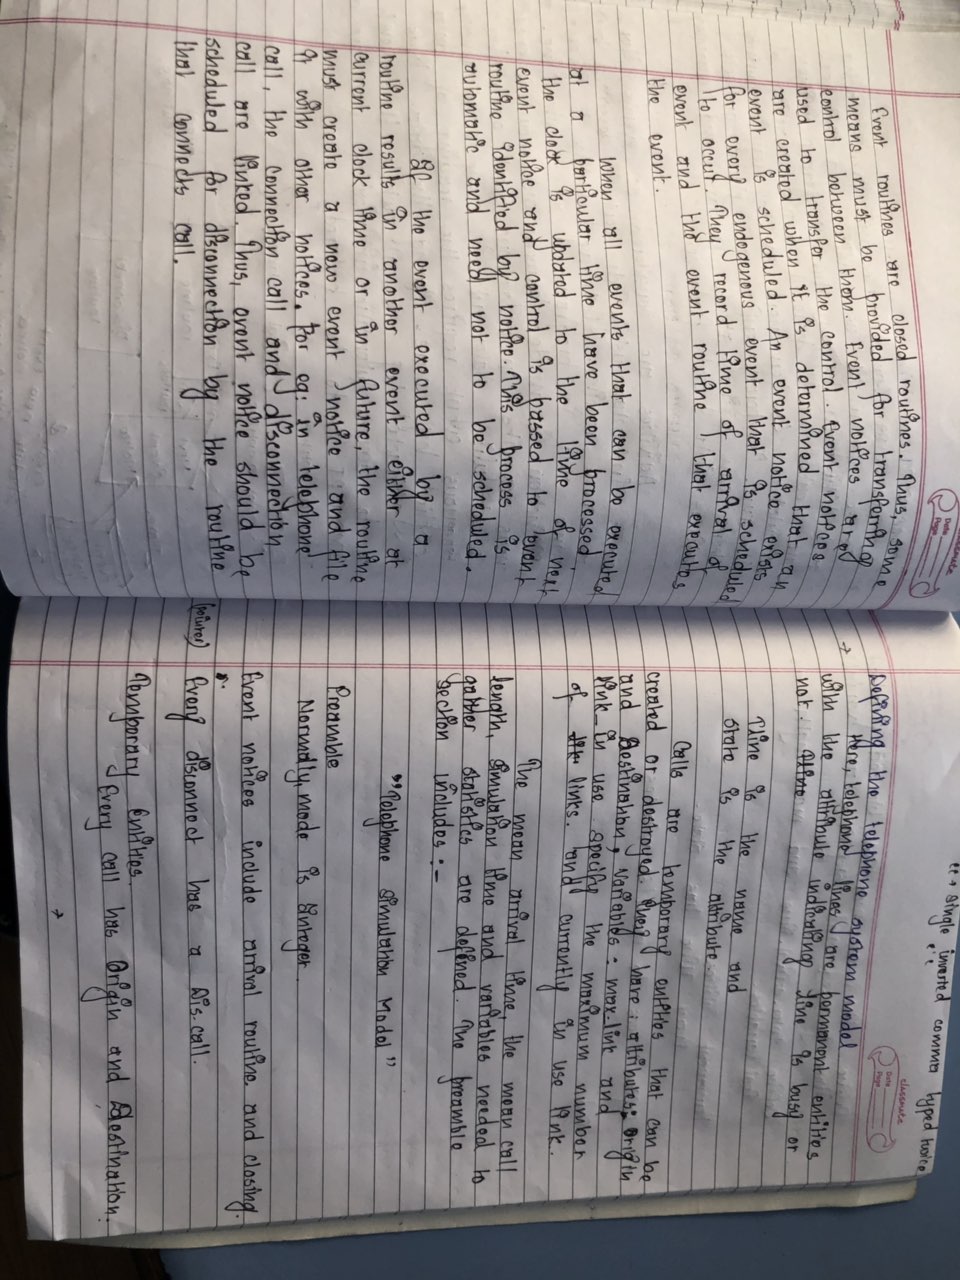 classmate
Date
Page
Event routines are closed routines. Thus, some
means must be provided for transferring
control between them. Event notices are
used to transfer the control. Event notices
are created when it is determined that an
event is scheduled. An event notice exists
for every endogenous event that is scheduled
to occur. They record time of arrival of
event and the event routine that executes
the event.
When all events that can be executed
at a particular time have been processed
the clock is updated to the time of next
event notice and control is passed to event
routine identified by notice. This process is
automatic and need not to be scheduled.
If the event executed by a
routine results in another event either at
current clock time or in future, the routine
must create a new event notice and file
it with other notices. For eg: in telephone
call, the connection call and disconnection
call are linked. Thus, event notice should be
scheduled for disconnection by the routine
that connects call.
"" → single inverted comma typed twice
classmate
Date
Page
Defining the telephone system model
→ Here, telephone lines are permanent entities
with the attribute indicating line is busy or
not.
Time is the name and
state is the attribute.
Calls are temporary entities that can be
created or destroyed. They have: attributes: origin
and Destination, Variables: max-link and
link_in use specify the maximum number
of links. and currently in use link.
The mean arrival time, the mean call
length, simulation time and variables needed to
gather statistics are defined. The preamble
section includes:-
"Telephone simulation Model"
Preamble
Normally, mode is integer.
Event notices include arrival routine and closing.
Every disconnect has a Dis.call.
Temporary Entities.
Every call has Origin and Destination.
→